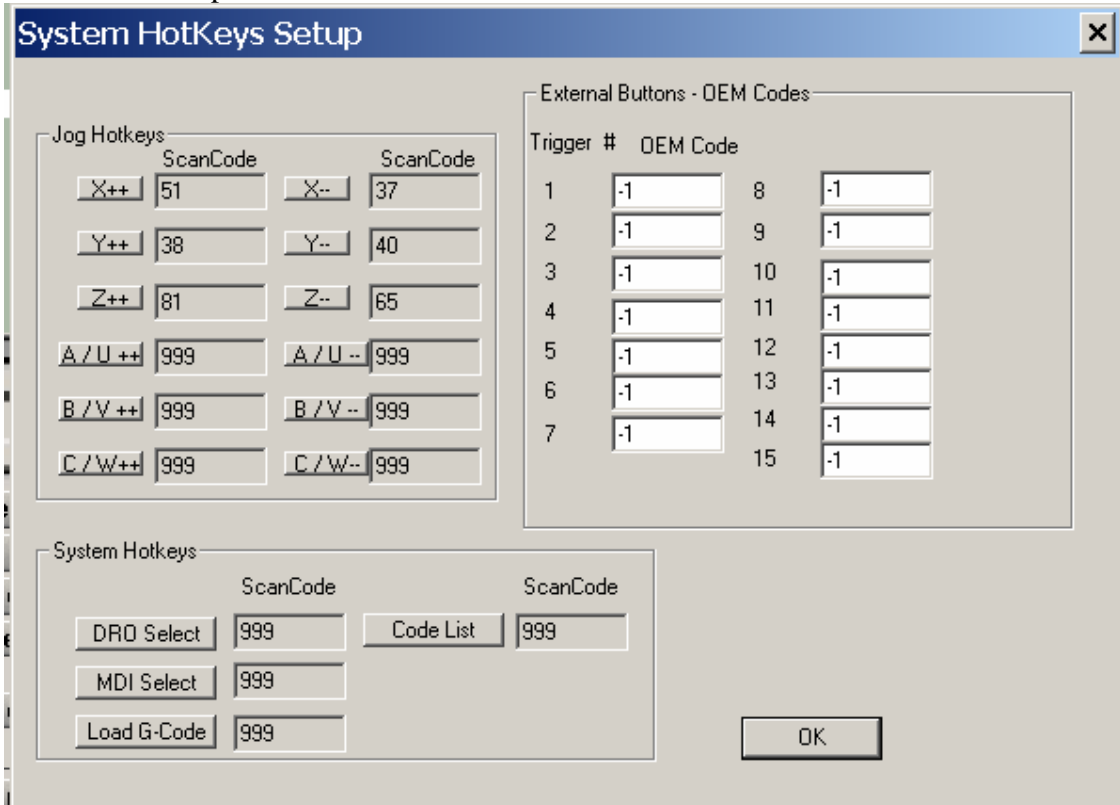 System HotKeys Setup
Jog Hotkeys
ScanCode ScanCode
X++ 51 X-- 37
Y++ 38 Y-- 40
Z++ 81 Z-- 65
A / U ++ 999 A / U -- 999
B / V ++ 999 B / V -- 999
C / W++ 999 C / W-- 999
External Buttons - OEM Codes
Trigger # OEM Code
1 -1 8 -1
2 -1 9 -1
3 -1 10 -1
4 -1 11 -1
5 -1 12 -1
6 -1 13 -1
7 -1 14 -1
15 -1
System Hotkeys
ScanCode ScanCode
DRO Select 999 Code List 999
MDI Select 999
Load G-Code 999
OK